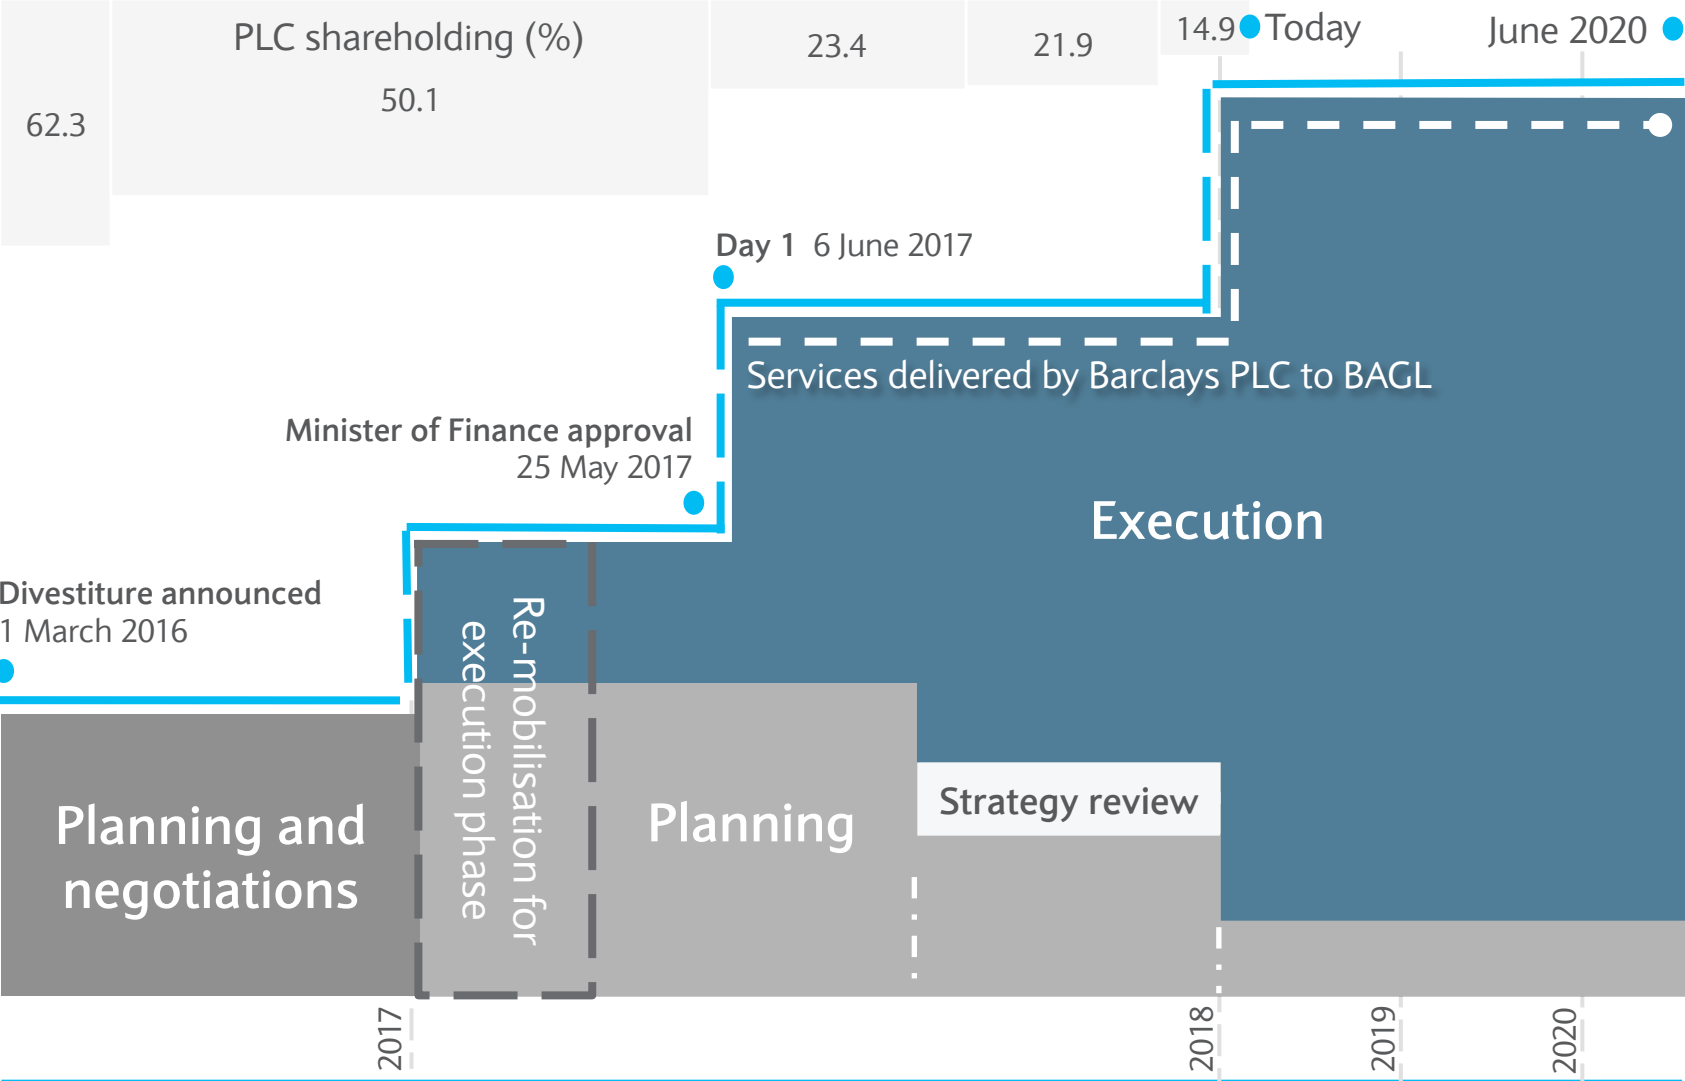 PLC shareholding (%)
62.3
50.1
23.4
21.9
14.9
Today
June 2020
Day 1 6 June 2017
Services delivered by Barclays PLC to BAGL
Minister of Finance approval
25 May 2017
Execution
Divestiture announced
1 March 2016
Re-mobilisation for
execution phase
Planning and
negotiations
Planning
Strategy review
2017
2018
2019
2020